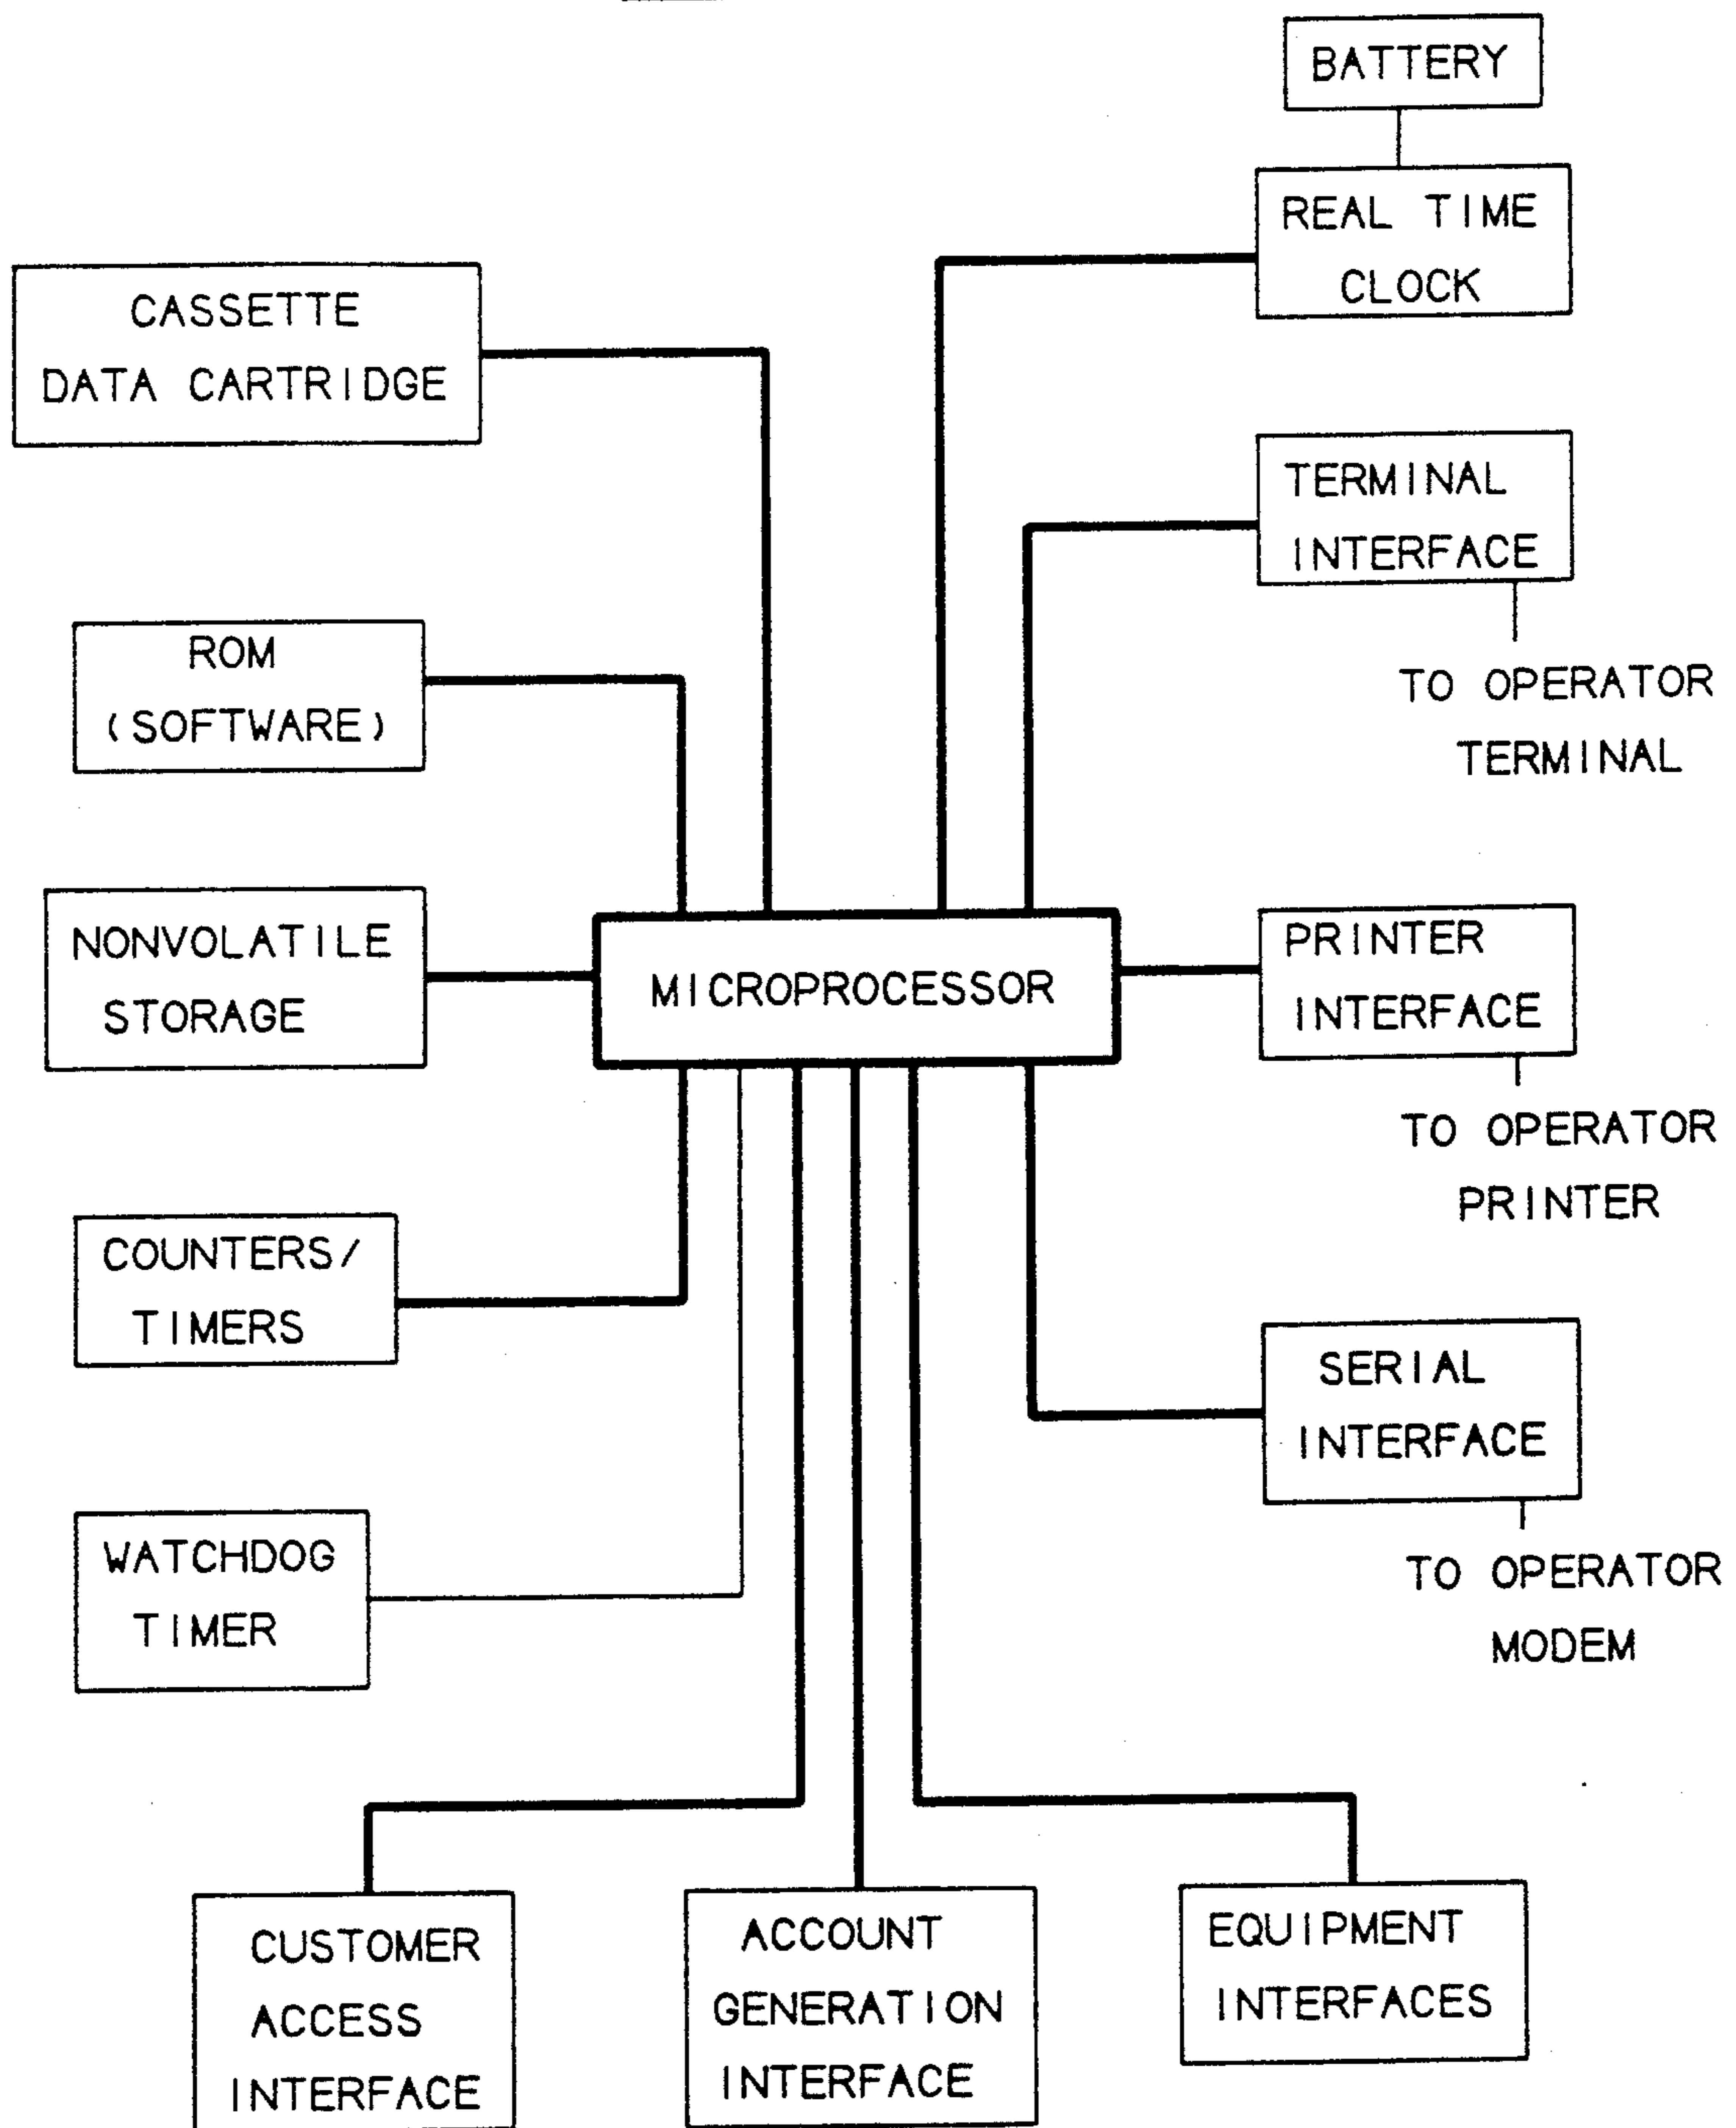 BATTERY
REAL TIME
CLOCK
CASSETTE
DATA CARTRIDGE
TERMINAL
INTERFACE
TO OPERATOR
TERMINAL
ROM
(SOFTWARE)
NONVOLATILE
STORAGE
MICROPROCESSOR
PRINTER
INTERFACE
TO OPERATOR
PRINTER
COUNTERS/
TIMERS
SERIAL
INTERFACE
TO OPERATOR
MODEM
WATCHDOG
TIMER
CUSTOMER
ACCESS
INTERFACE
ACCOUNT
GENERATION
INTERFACE
EQUIPMENT
INTERFACES